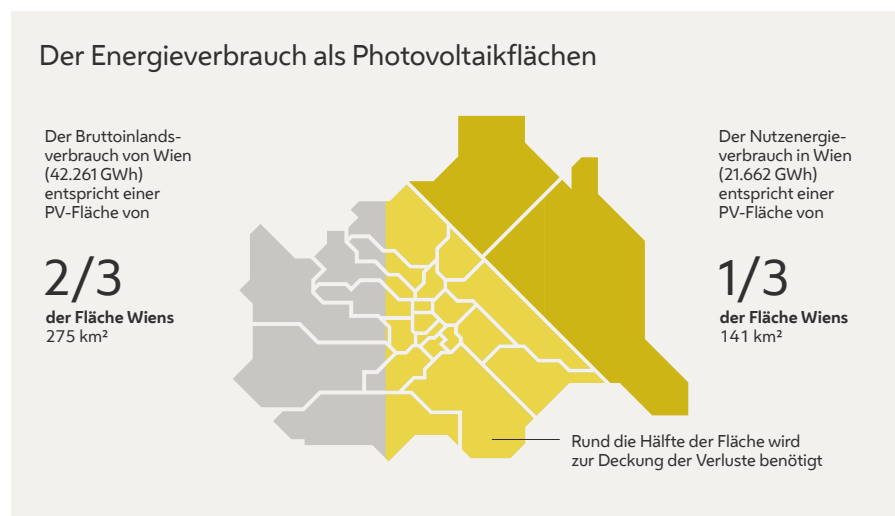 Der Energieverbrauch als Photovoltaikflächen
Der Bruttoinlands-
verbrauch von Wien
(42.261 GWh)
entspricht einer
PV-Fläche von
2/3
der Fläche Wiens
275 km²
Der Nutzenergie-
verbrauch in Wien
(21.662 GWh)
entspricht einer
PV-Fläche von
1/3
der Fläche Wiens
141 km²
Rund die Hälfte der Fläche wird
zur Deckung der Verluste benötigt